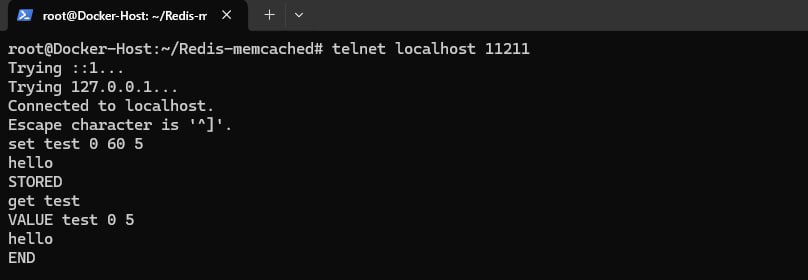 root@Docker-Host: ~/Redis-m
root@Docker-Host:~/Redis-memcached# telnet localhost 11211
Trying ::1...
Trying 127.0.0.1...
Connected to localhost.
Escape character is '^]'.
set test 0 60 5
hello
STORED
get test
VALUE test 0 5
hello
END